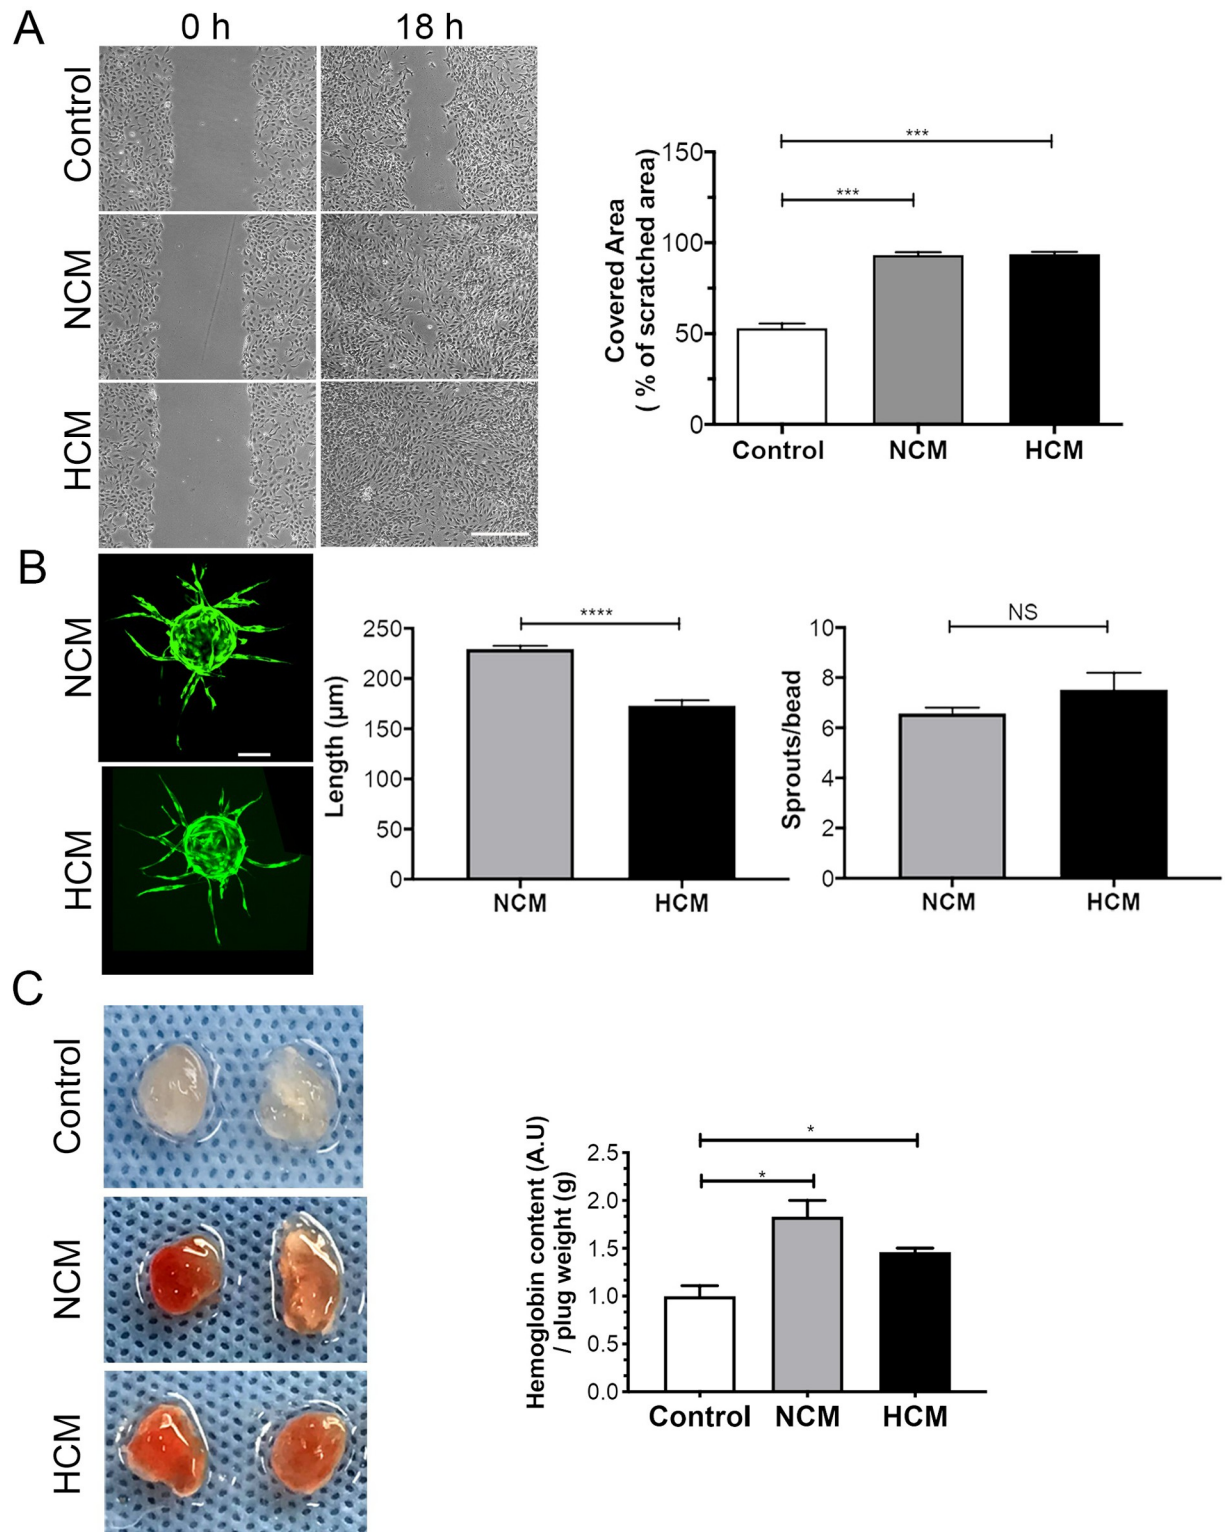 A
0 h
18 h
Control
NCM
HCM
Covered Area
( % of scratched area)
150
100
50
0
***
***
Control
NCM
HCM
B
NCM
HCM
Length (µm)
250
200
150
100
50
0
****
NCM
HCM
Sprouts/bead
10
8
6
4
2
0
NS
NCM
HCM
C
Control
NCM
HCM
Hemoglobin content (A.U)
/ plug weight (g)
2.5
2.0
1.5
1.0
0.5
0.0
*
*
Control
NCM
HCM